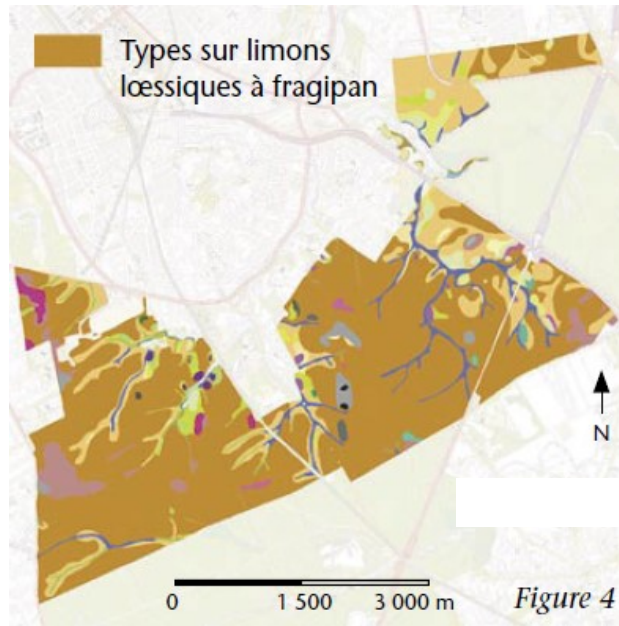 Types sur limons
lœssiques à fragipan
N
0 1 500 3 000 m
Figure 4